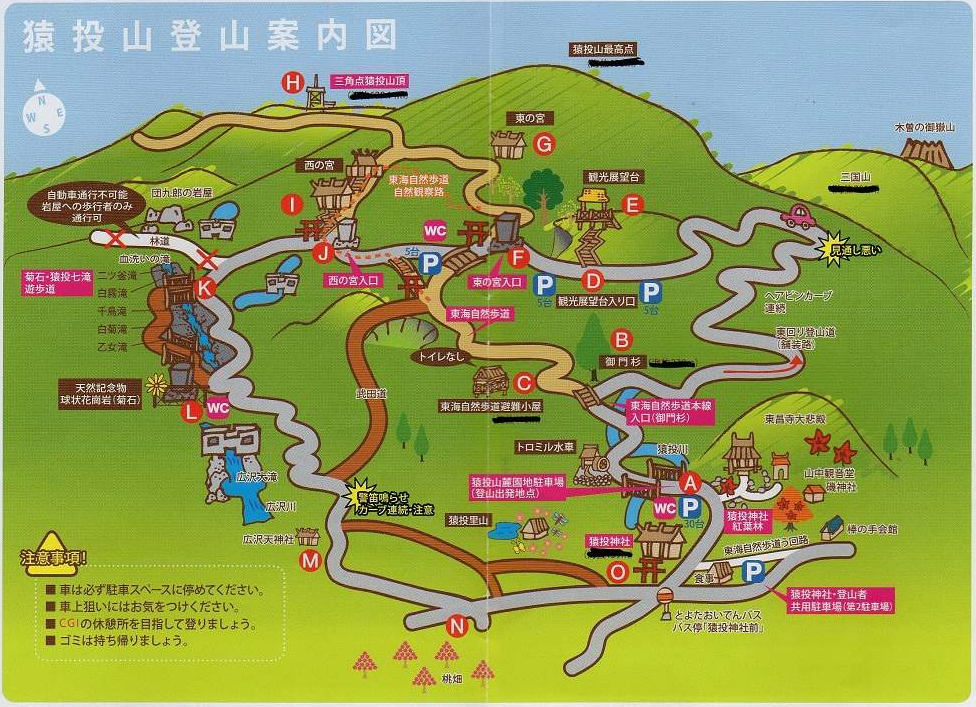 猿投山登山案内図
猿投山最高点
H
三角点猿投山頂
N
W
E
S
東の宮
G
木曽の御嶽山
西の宮
東海自然歩道
自然観察路
観光展望台
三国山
自動車通行不可能
岩屋への歩行者のみ
通行可
団九郎の岩屋
I
E
林道
WC
J
5台
P
F
見通し悪い
血洗いの滝
菊石・猿投七滝
遊歩道
二ツ釜滝
白霧滝
千鳥滝
白菊滝
乙女滝
K
西の宮入口
東の宮入口
P
5台
D
観光展望台入り口
P
5台
ヘアピンカーブ
連続
東海自然歩道
東回り登山道
(舗装路)
トイレなし
B
御門杉
C
天然記念物
球状花崗岩(菊石)
L
WC
武田道
東海自然歩道避難小屋
東海自然歩道本線
入口(御門杉)
東昌寺大悲殿
トロミル水車
猿投川
山中観音堂
磯神社
広沢天滝
猿投山麓園地駐車場
(登山出発地点)
A
WC
P
30台
広沢川
警笛鳴らせ
カーブ連続・注意
猿投里山
猿投神社
紅葉林
棒の手会館
広沢天神社
猿投神社
東海自然歩道う回路
注意事項!
M
O
食事
P
■ 車は必ず駐車スペースに停めてください。
■ 車上狙いにはお気をつけください。
■ CGIの休憩所を目指して登りましょう。
■ ゴミは持ち帰りましょう。
猿投神社・登山者
共用駐車場(第2駐車場)
N
とよたおいでんバス
バス停「猿投神社前」
桃畑